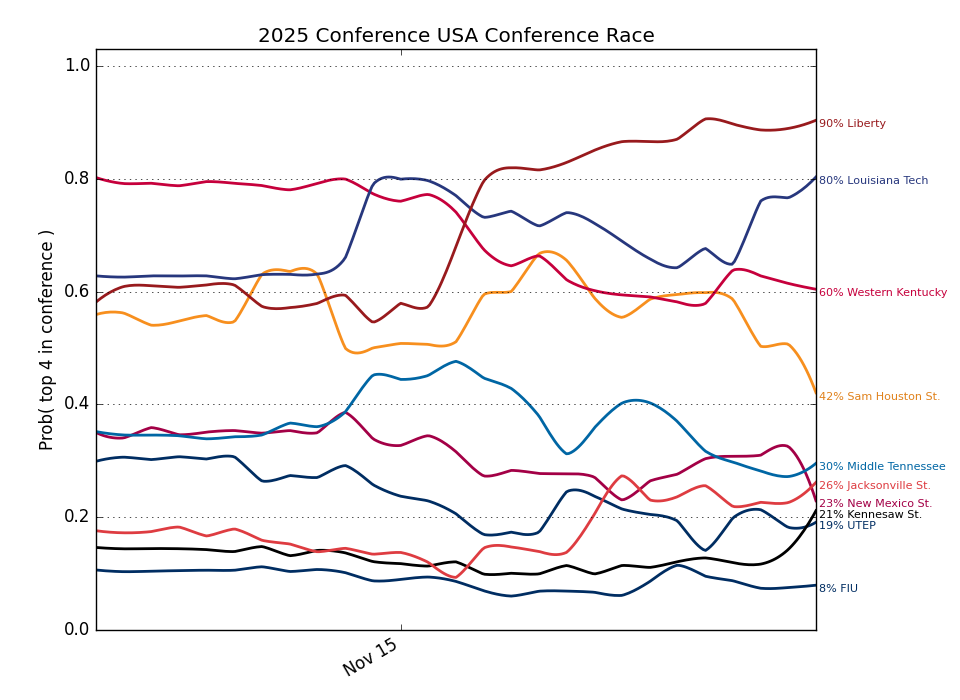 2025 Conference USA Conference Race
Prob( top 4 in conference )
1.0
0.8
0.6
0.4
0.2
0.0
Nov 15
90% Liberty
80% Louisiana Tech
60% Western Kentucky
42% Sam Houston St.
30% Middle Tennessee
26% Jacksonville St.
23% New Mexico St.
21% Kennesaw St.
19% UTEP
8% FIU